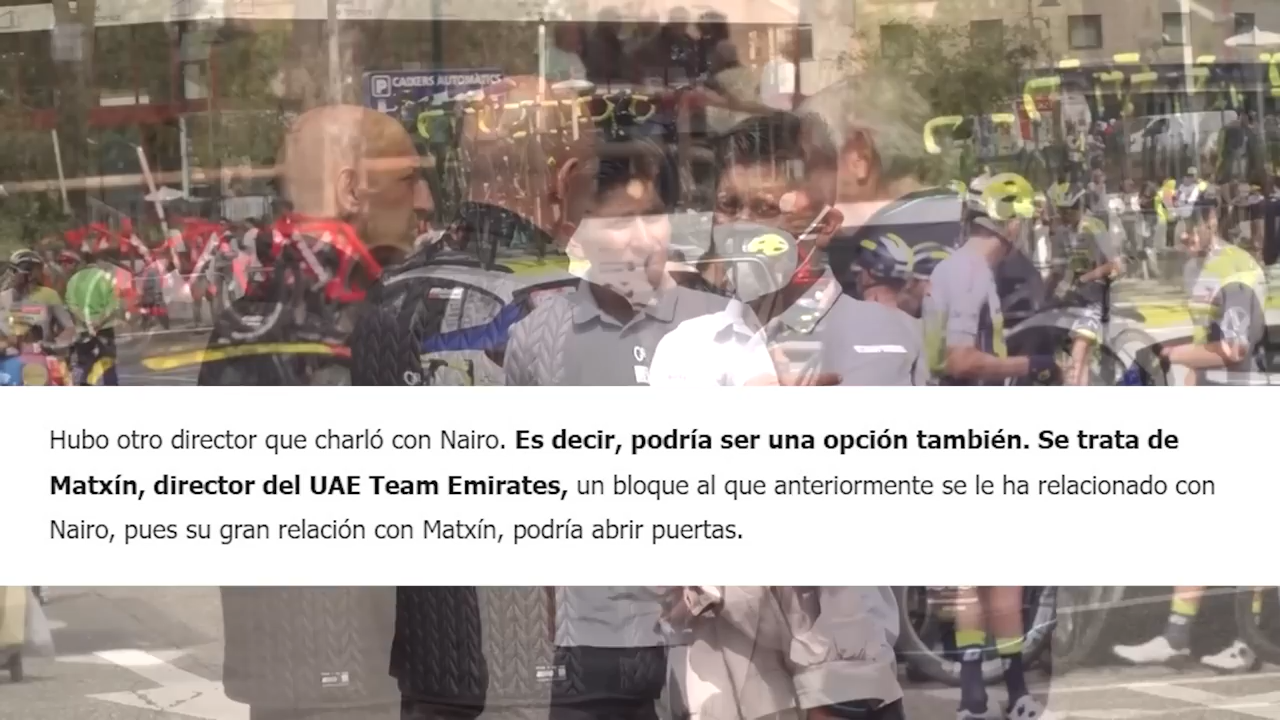 P CAIXERS AUTOMÀTICS
Hubo otro director que charló con Nairo. Es decir, podría ser una opción también. Se trata de
Matxín, director del UAE Team Emirates, un bloque al que anteriormente se le ha relacionado con
Nairo, pues su gran relación con Matxín, podría abrir puertas.